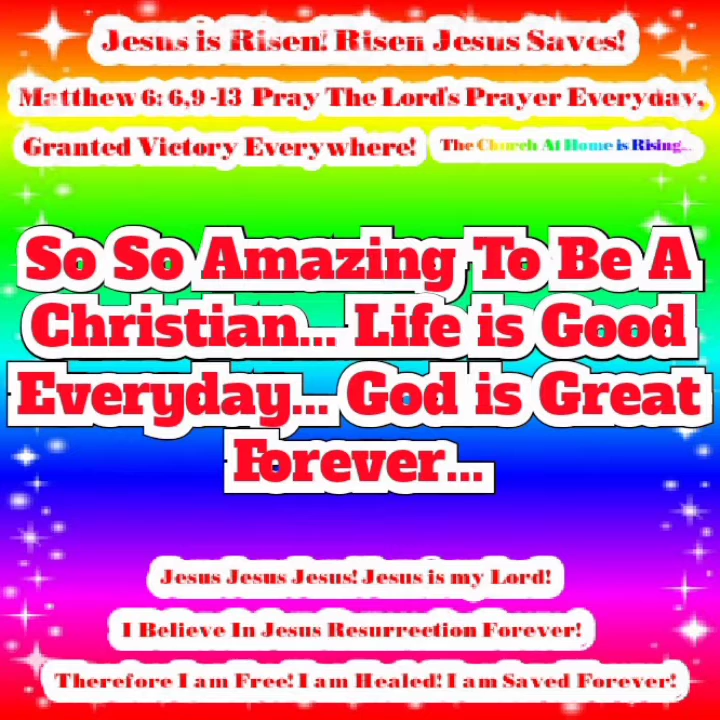 Jesus is Risen! Risen Jesus Saves!
Matthew 6: 6,9 -13 Pray The Lord's Prayer Everyday,
Granted Victory Everywhere! The Church At Home is Rising...
So So Amazing To Be A
Christian... Life is Good
Everyday... God is Great
Forever...
Jesus Jesus Jesus! Jesus is my Lord!
I Believe In Jesus Resurrection Forever!
Therefore I am Free! I am Healed! I am Saved Forever!